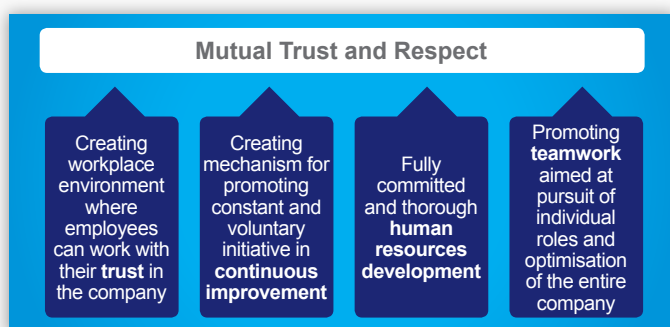 Mutual Trust and Respect
Creating
workplace
environment
where
employees
can work with
their trust in
the company
Creating
mechanism for
promoting
constant and
voluntary
initiative in
continuous
improvement
Fully
committed
and thorough
human
resources
development
Promoting
teamwork
aimed at
pursuit of
individual
roles and
optimisation
of the entire
company